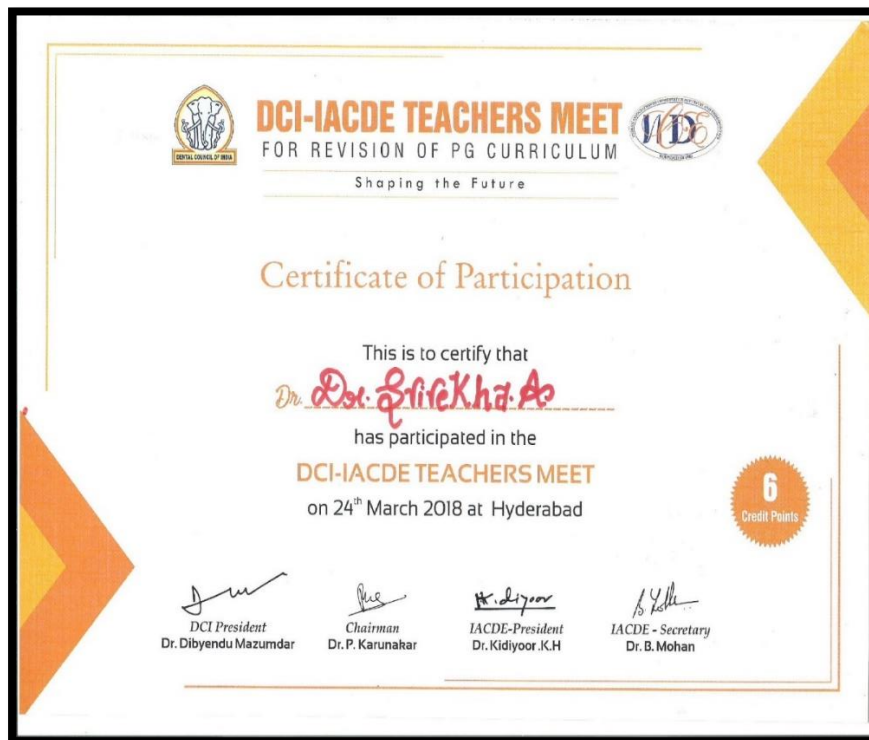 DCI-IACDE TEACHERS MEET
FOR REVISION OF PG CURRICULUM
Shaping the Future
DENTAL COUNCIL OF INDIA
Certificate of Participation
This is to certify that
Dr. Dr. Srirekha. A
has participated in the
DCI-IACDE TEACHERS MEET
on 24th March 2018 at Hyderabad
6
Credit Points
DCI President
Dr. Dibyendu Mazumdar
Chairman
Dr. P. Karunakar
IACDE-President
Dr. Kidiyoor .K.H
IACDE - Secretary
Dr. B. Mohan